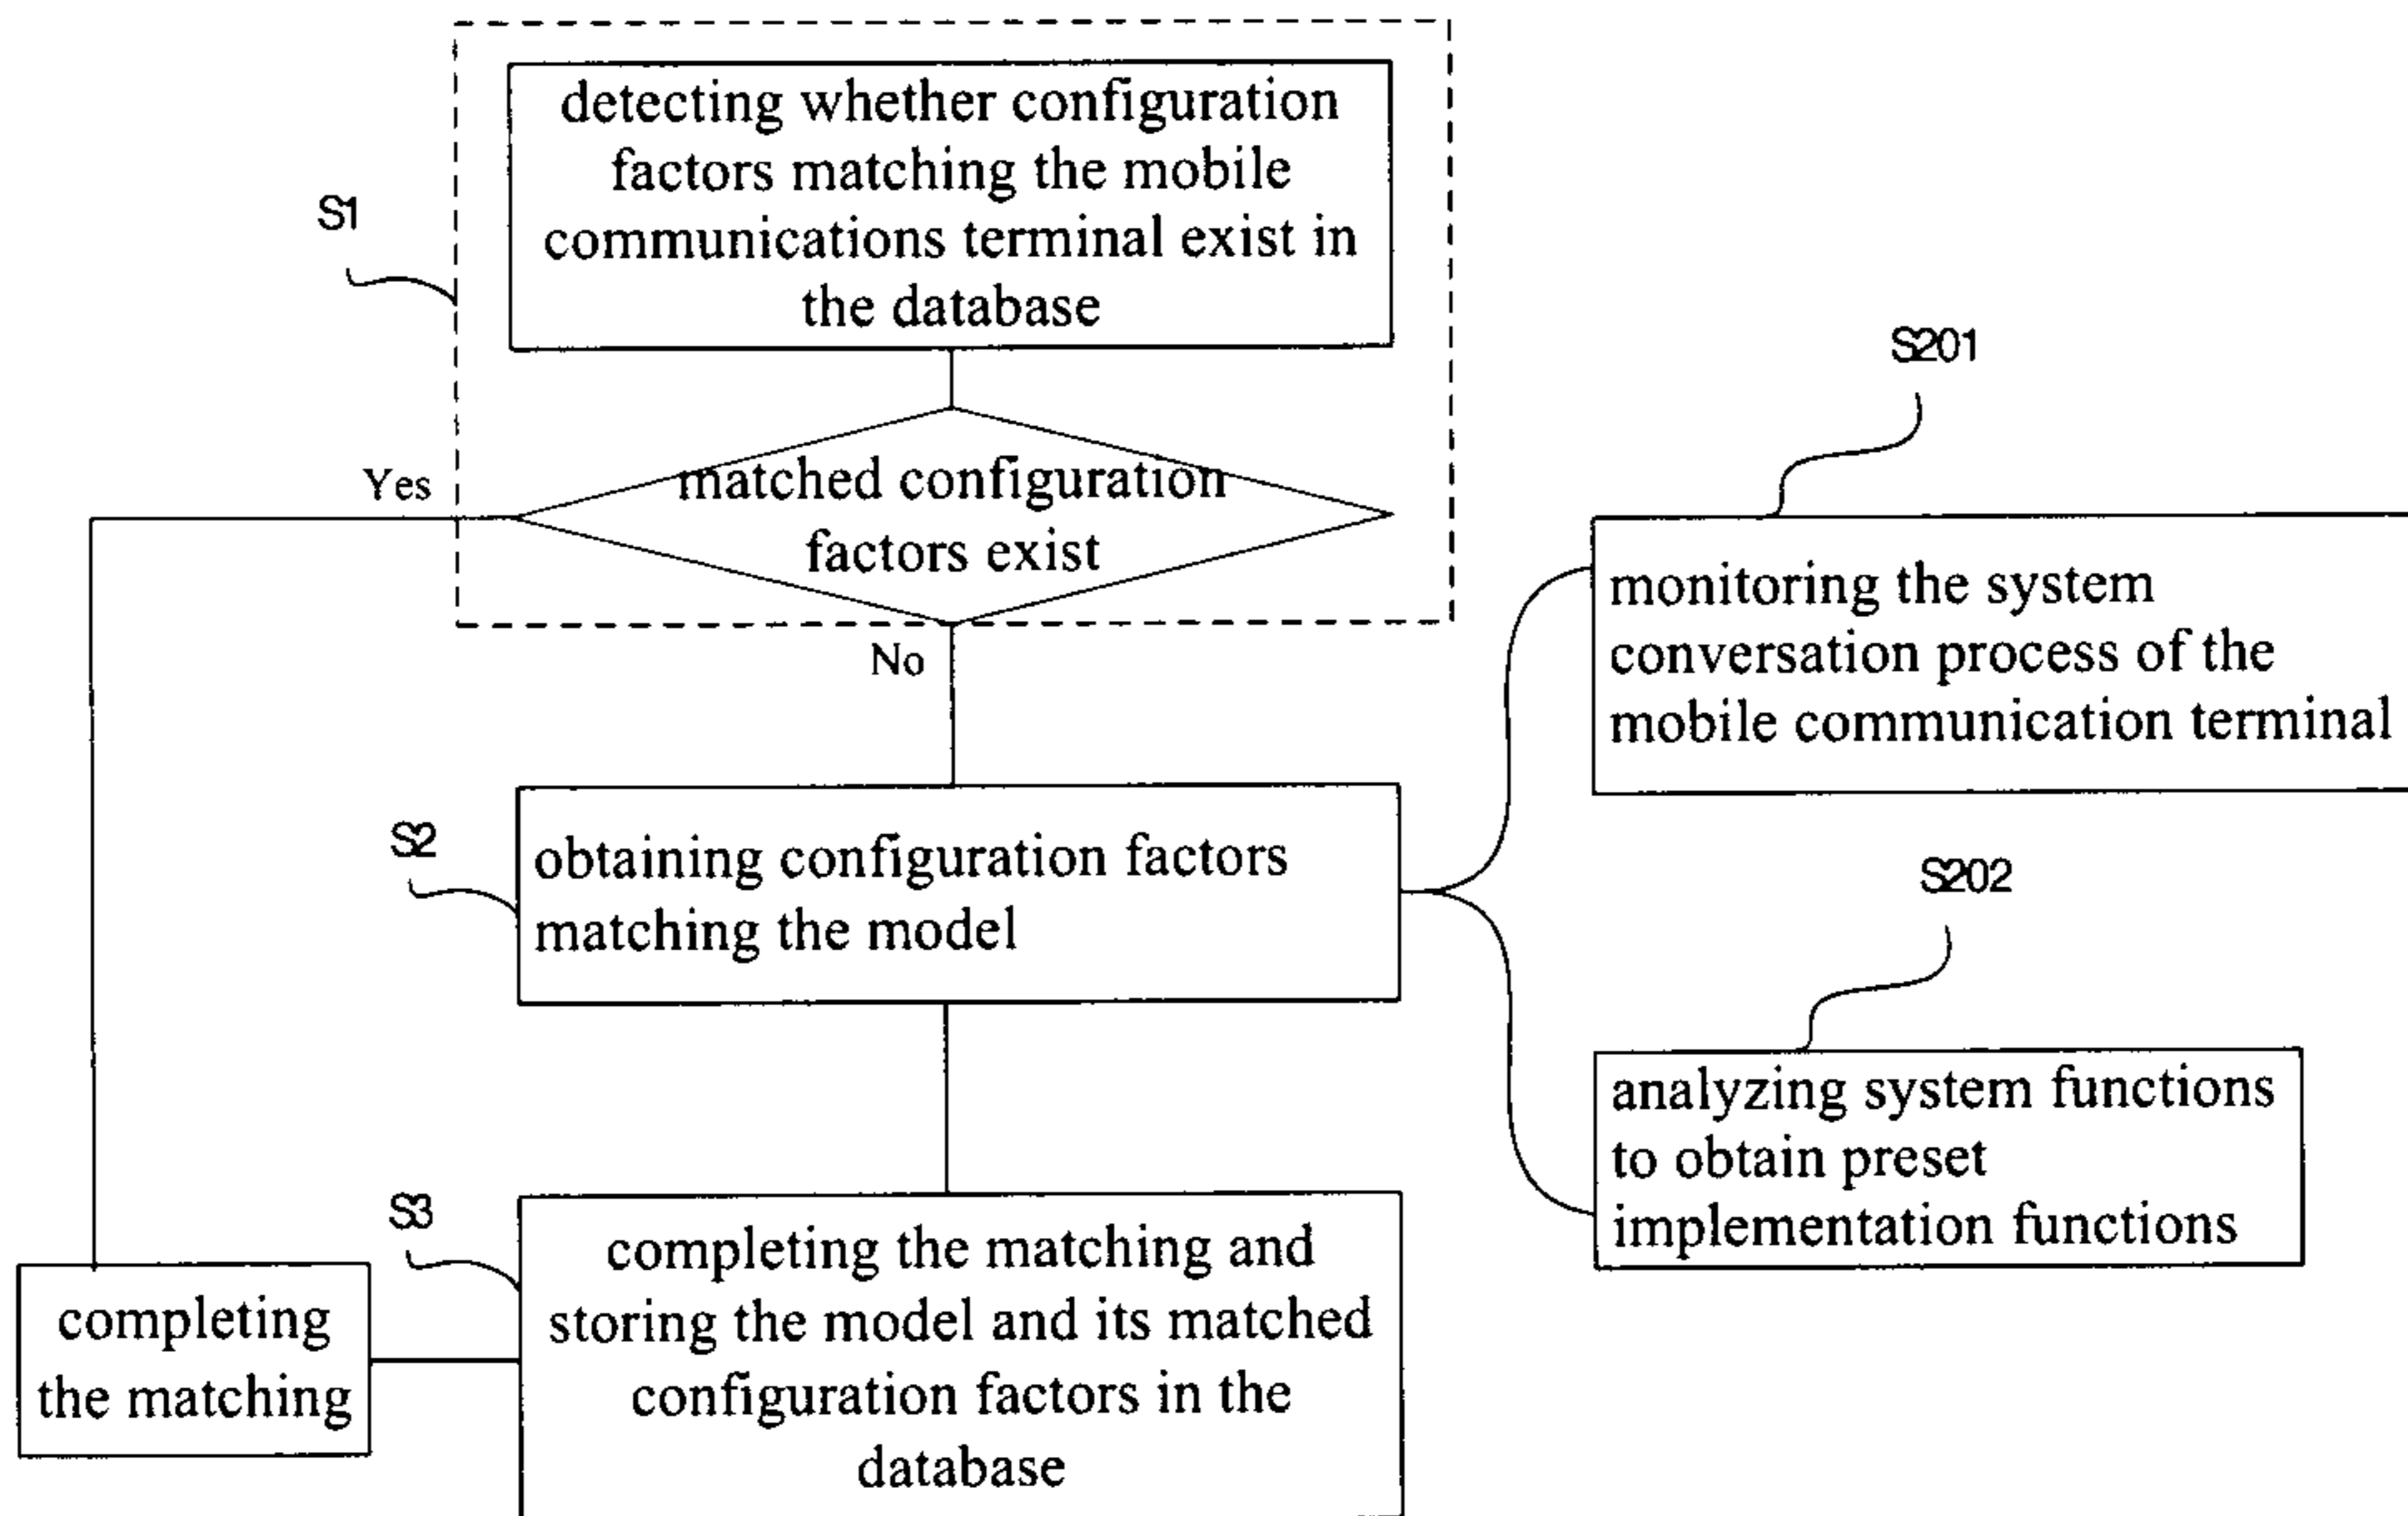 detecting whether configuration
factors matching the mobile
communications terminal exist in
the database
S1
Yes
matched configuration
factors exist
No
S201
monitoring the system
conversation process of the
mobile communication terminal
S2
obtaining configuration factors
matching the model
S202
analyzing system functions
to obtain preset
implementation functions
S3
completing the matching and
storing the model and its matched
configuration factors in the
database
completing
the matching